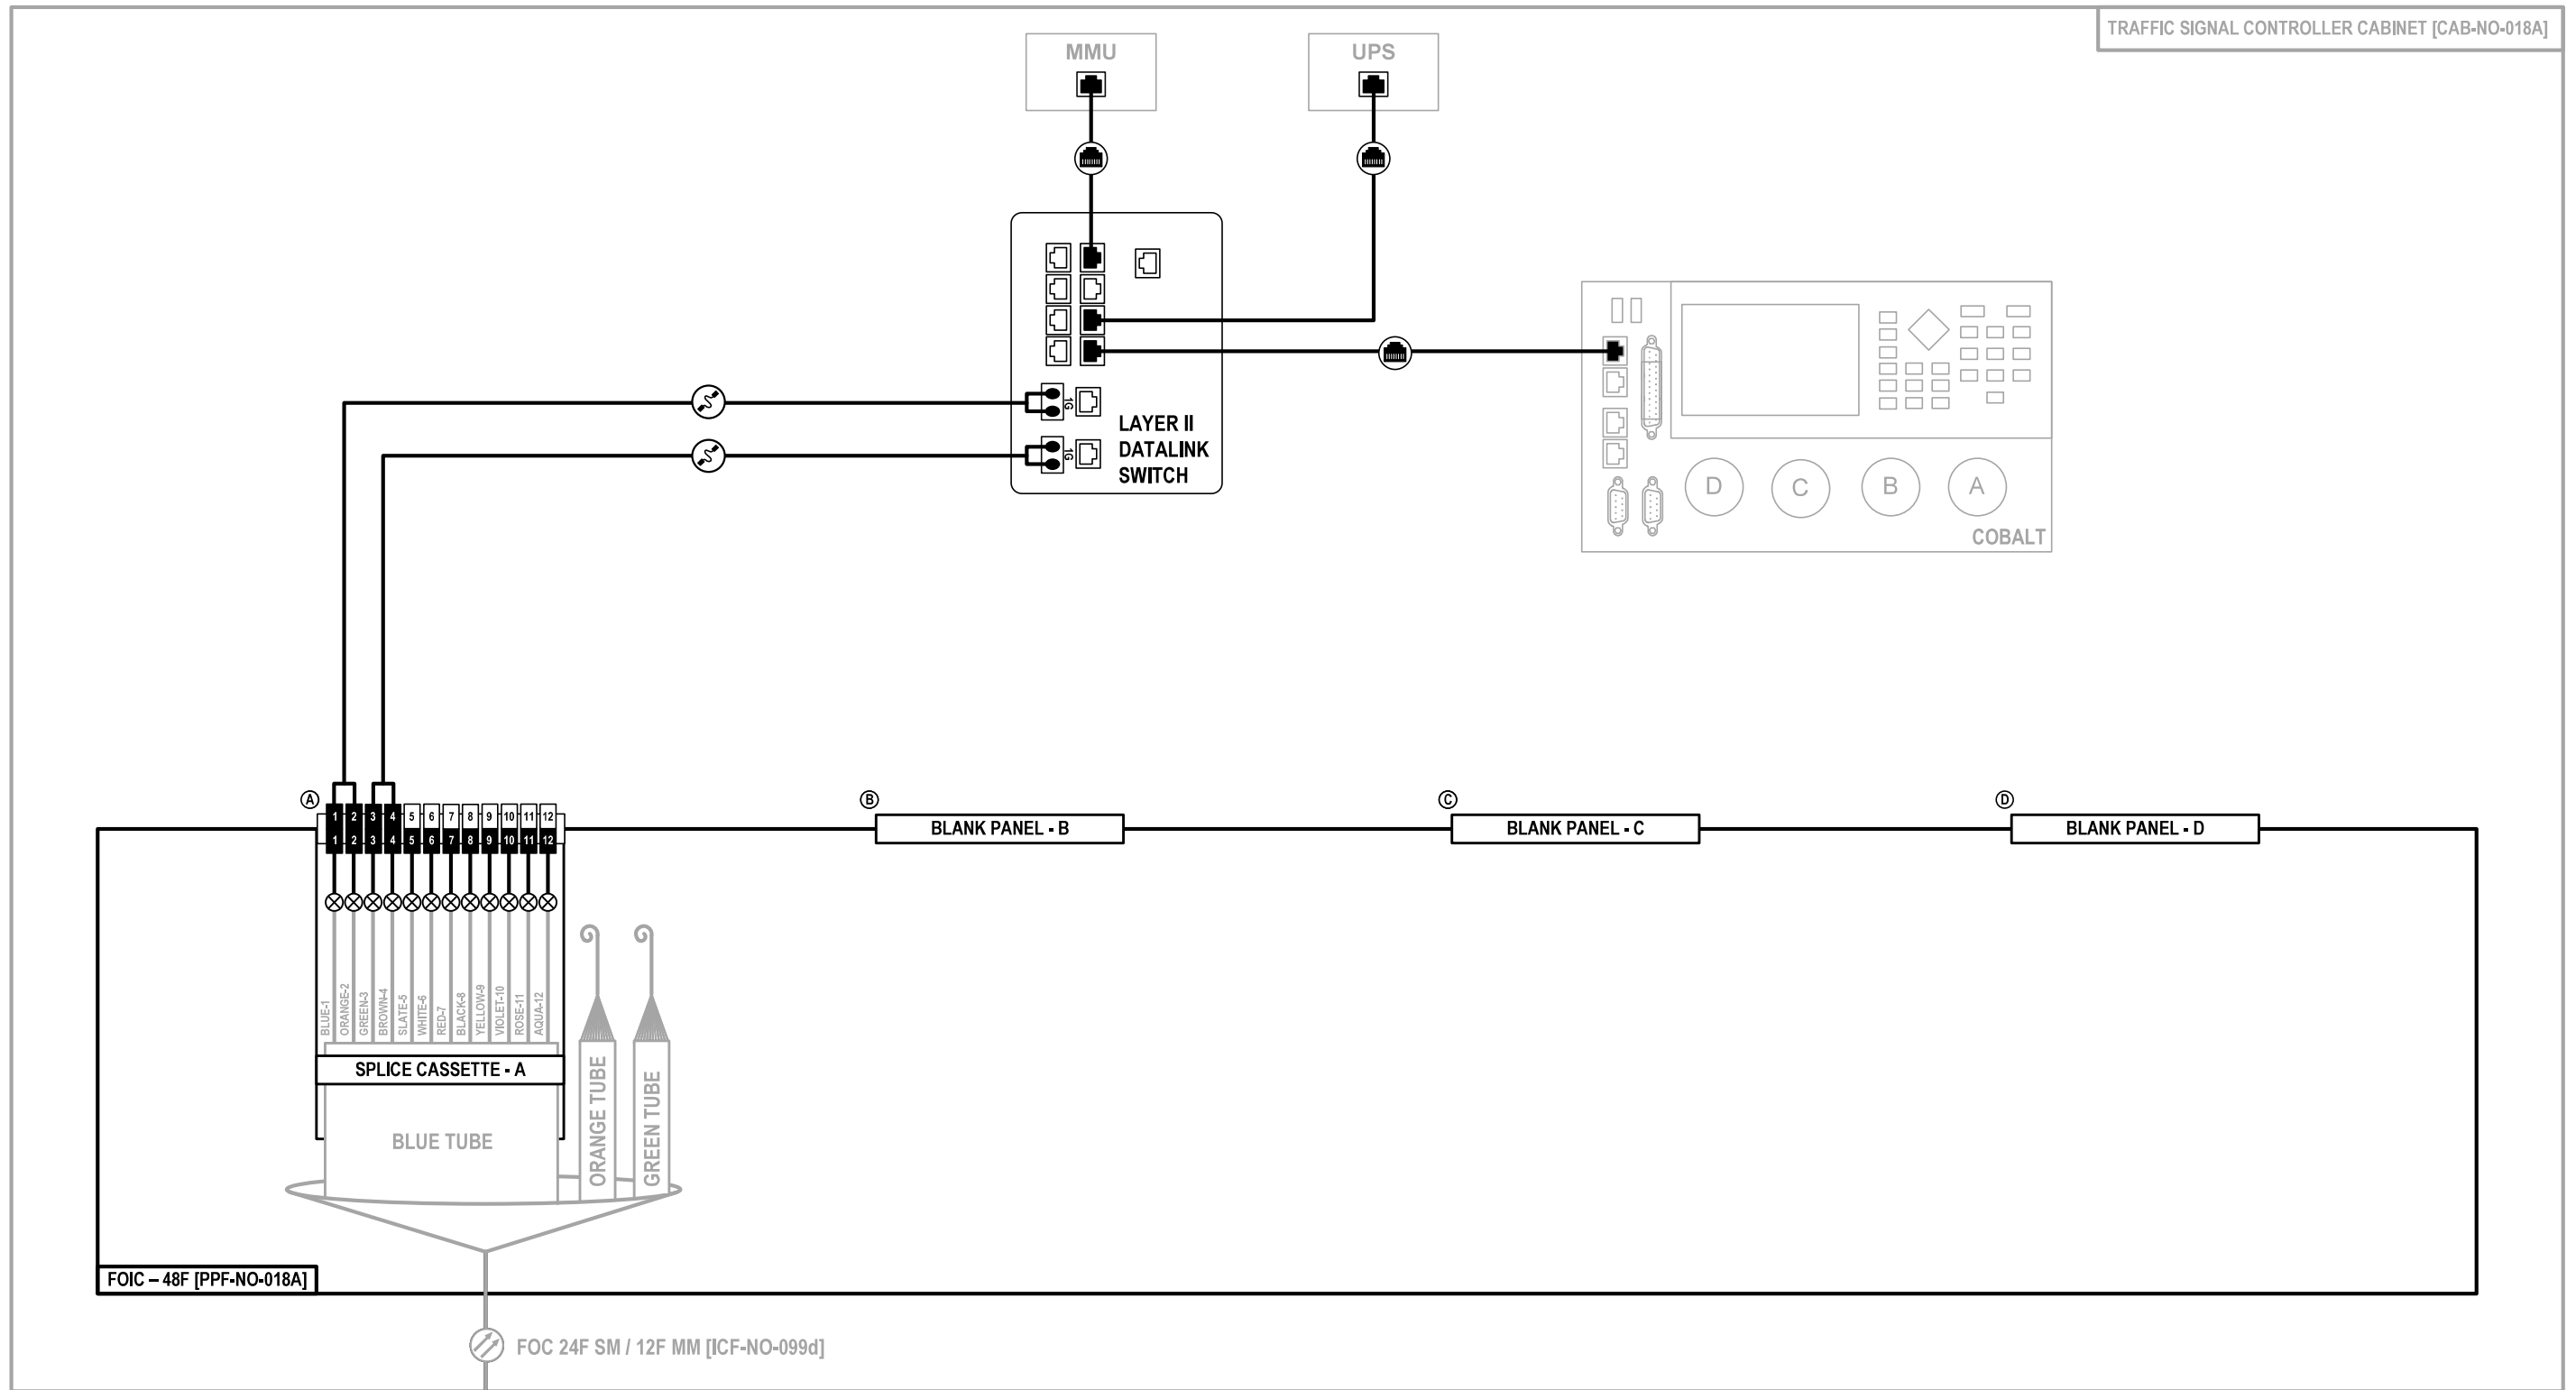 TRAFFIC SIGNAL CONTROLLER CABINET [CAB-NO-018A]
MMU
UPS
1G
1G
LAYER II
DATALINK
SWITCH
D
C
B
A
COBALT
A
1 2 3 4 5 6 7 8 9 10 11 12
1 2 3 4 5 6 7 8 9 10 11 12
B
BLANK PANEL - B
C
BLANK PANEL - C
D
BLANK PANEL - D
BLUE-1
ORANGE-2
GREEN-3
BROWN-4
SLATE-5
WHITE-6
RED-7
BLACK-8
YELLOW-9
VIOLET-10
ROSE-11
AQUA-12
SPLICE CASSETTE - A
BLUE TUBE
ORANGE TUBE
GREEN TUBE
FOIC – 48F [PPF-NO-018A]
FOC 24F SM / 12F MM [ICF-NO-099d]